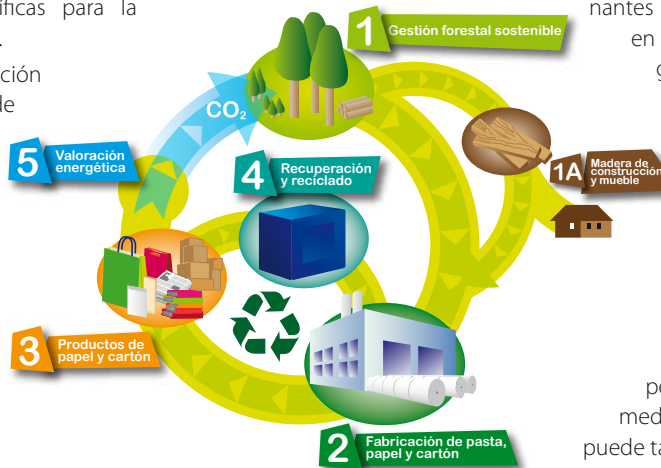 íficas para la
ción
de
nantes
en
1 Gestión forestal sostenible
CO₂
5 Valoración
energética
4 Recuperación
y reciclado
1A Madera de
construcción
y mueble
3 Productos de
papel y cartón
2 Fabricación de pasta,
papel y cartón
pe
med
puede ta